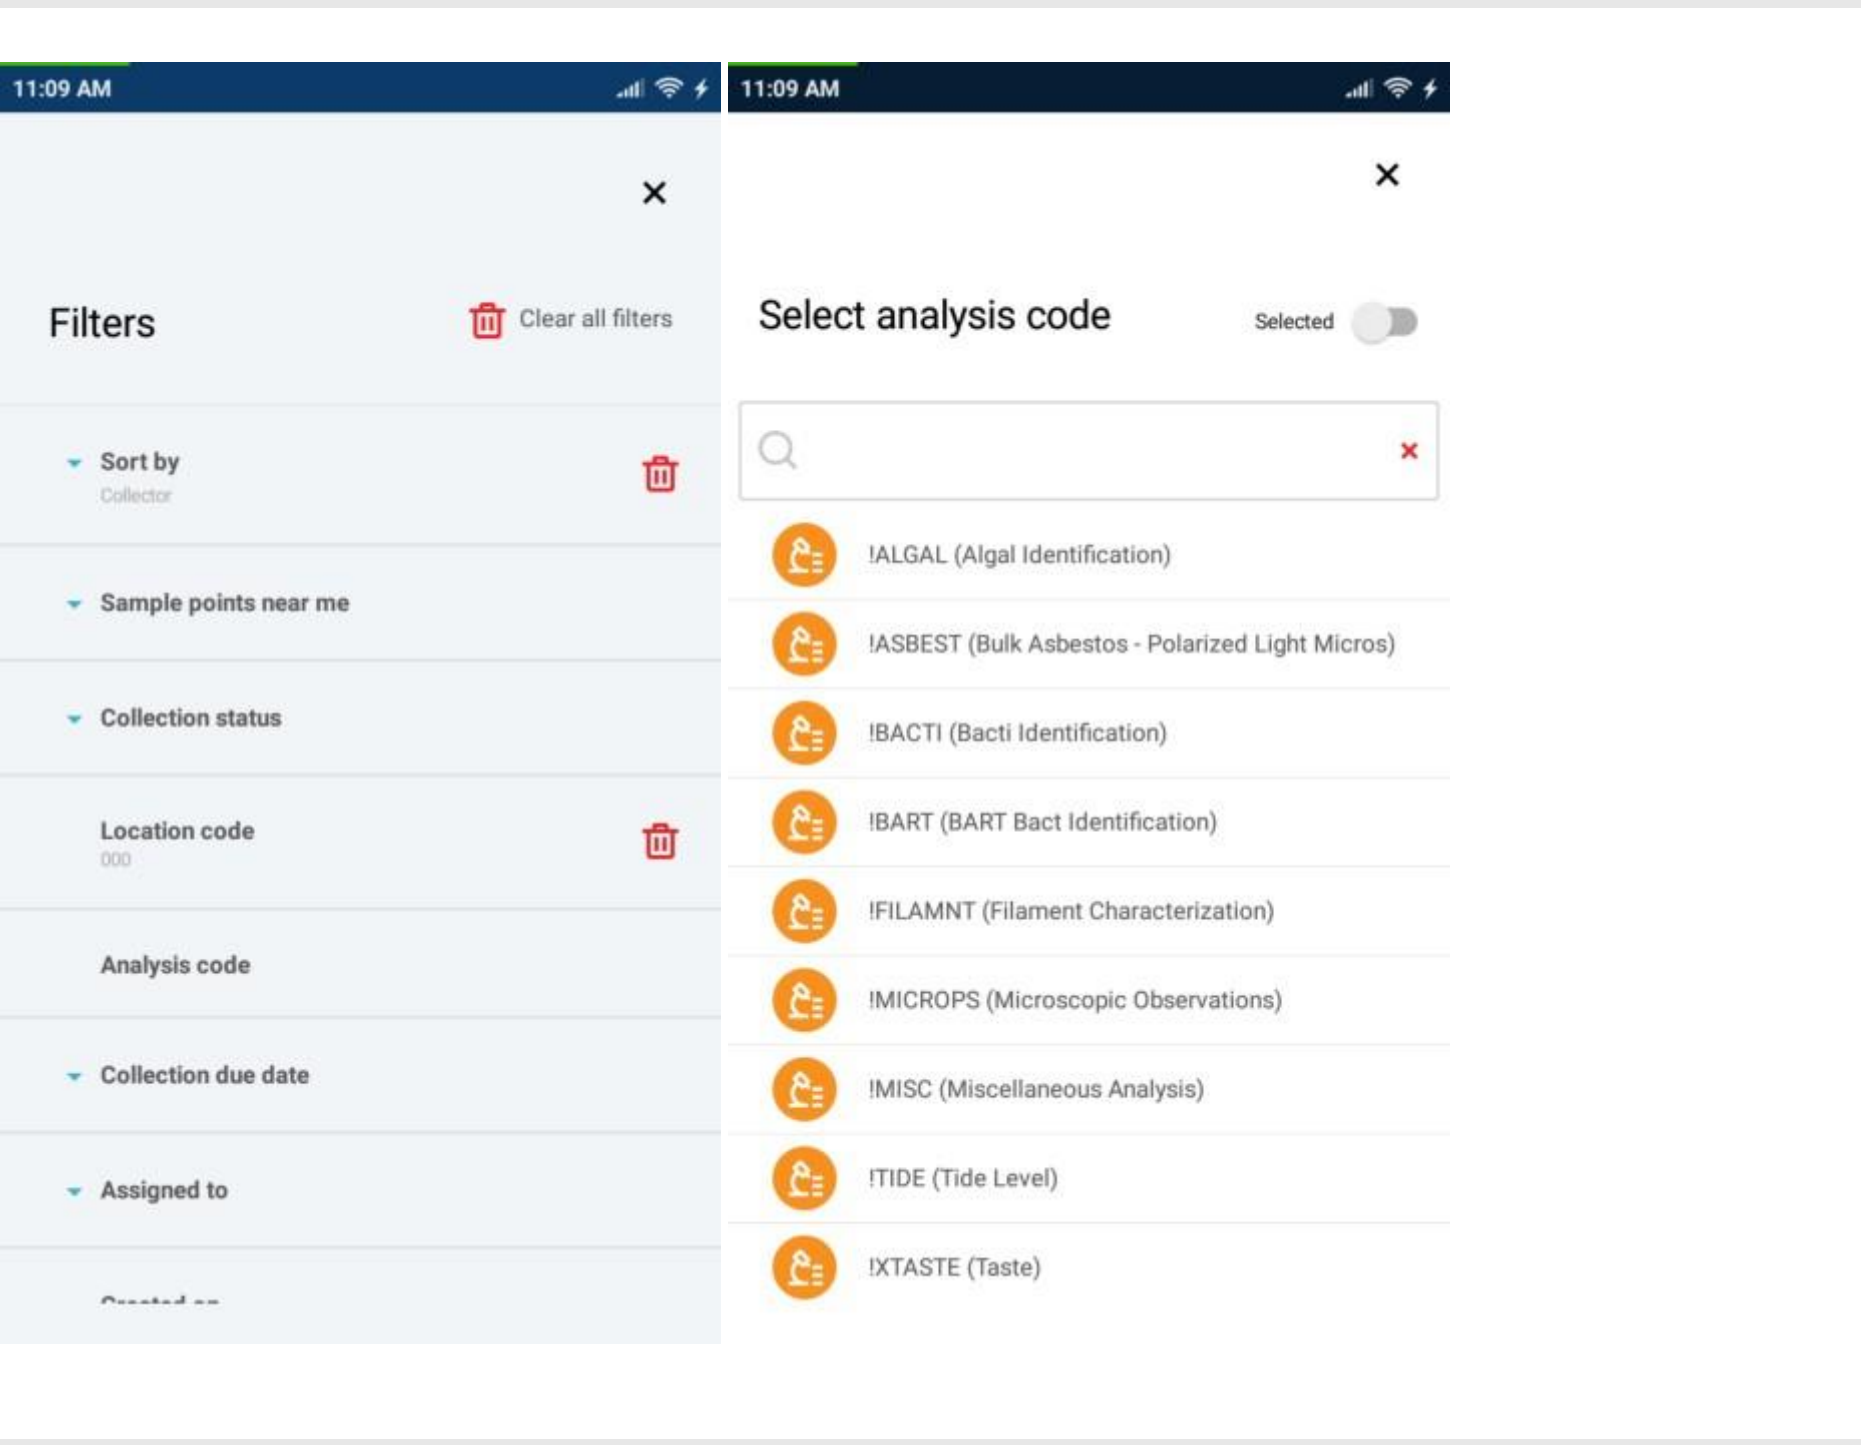 11:09 AM
Filters
Clear all filters
Sort by
Collector
Sample points near me
Collection status
Location code
000
Analysis code
Collection due date
Assigned to
Created on
11:09 AM
Select analysis code
Selected
!ALGAL (Algal Identification)
!ASBEST (Bulk Asbestos - Polarized Light Micros)
!BACTI (Bacti Identification)
!BART (BART Bact Identification)
!FILAMNT (Filament Characterization)
!MICROPS (Microscopic Observations)
!MISC (Miscellaneous Analysis)
!TIDE (Tide Level)
!XTASTE (Taste)